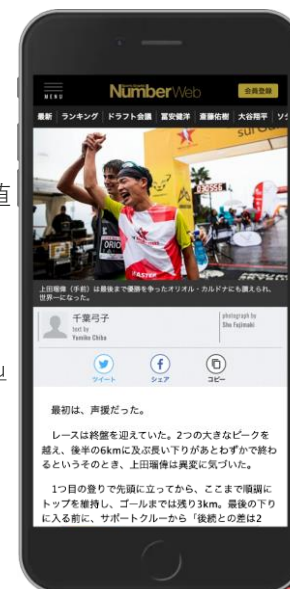 直
u
MENU
Number Web
会員登録
最新 ランキング ドラフト会議 冨安健洋 斎藤佑樹 大谷翔平
ORIO
ASTER
上田瑠偉（手前）は最後まで優勝を争ったオリオル・カルドナにも讃えられ、
世界一になった。
千葉弓子
text by
Yumiko Chiba
photograph by
Sho Fujimaki
ツイート シェア コピー
最初は、声援だった。
レースは終盤を迎えていた。2つの大きなピークを
越え、後半の6kmに及ぶ長い下りがあとわずかで終わ
るというそのとき、上田瑠偉は異変に気づいた。
1つ目の登りで先頭に立ってから、ここまで順調に
トップを維持し、ゴールまでは残り3km。最後の下り
に入る前に、サポートクルーから「後続との差は2